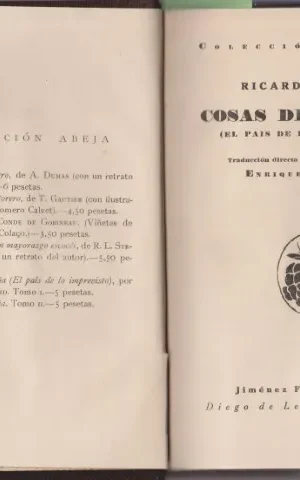 CIÓN ABEJA
rero, de A. DUMAS (con un retrato
—6 pesetas.
torero, de T. GAUTIER (con ilustra-
omero Calvet).—4,50 pesetas.
CONDE DE GOBINEAU. (Viñetas de
Colaço.)—3,50 pesetas.
n mayorazgo escocés, de R. L. STE-
un retrato del autor).—5,50 pe-
ña (El país de lo imprevisto), por
Tomo I.—5 pesetas.
Tomo II.—5 pesetas.
COLECCIÓ
RICARD
COSAS DE
(EL PAIS DE
Traducción directa
ENRIQUE
Jiménez F
Diego de Le